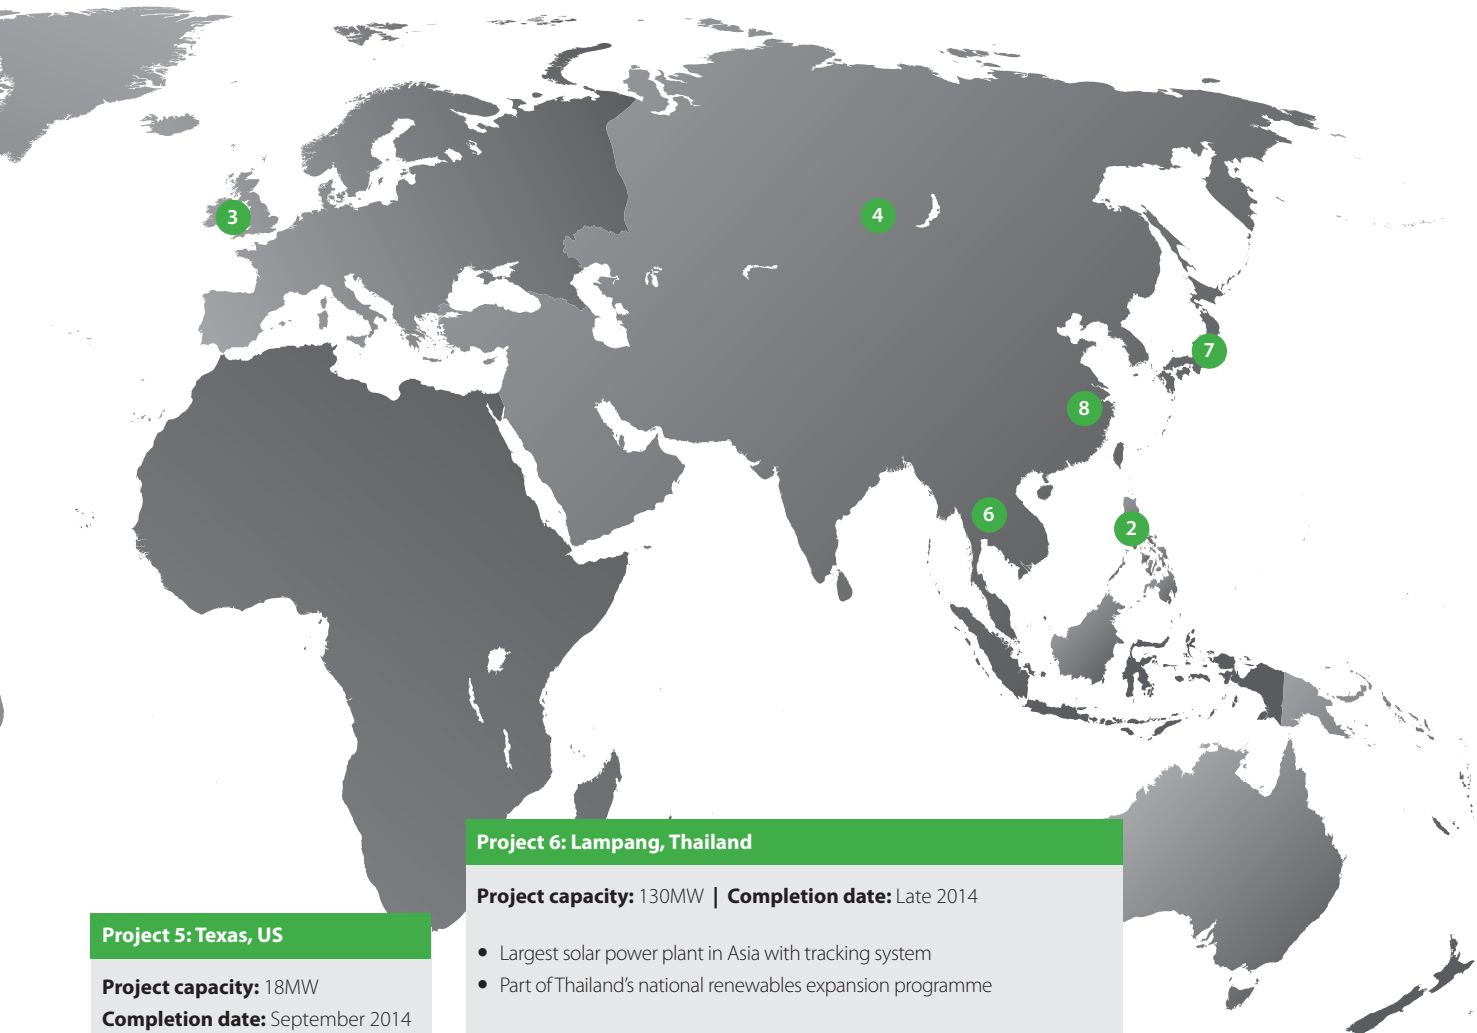 3
4
7
8
6
2
Project 6: Lampang, Thailand
Project capacity: 130MW | Completion date: Late 2014
• Largest solar power plant in Asia with tracking system
• Part of Thailand's national renewables expansion programme
Project 5: Texas, US
Project capacity: 18MW
Completion date: September 2014